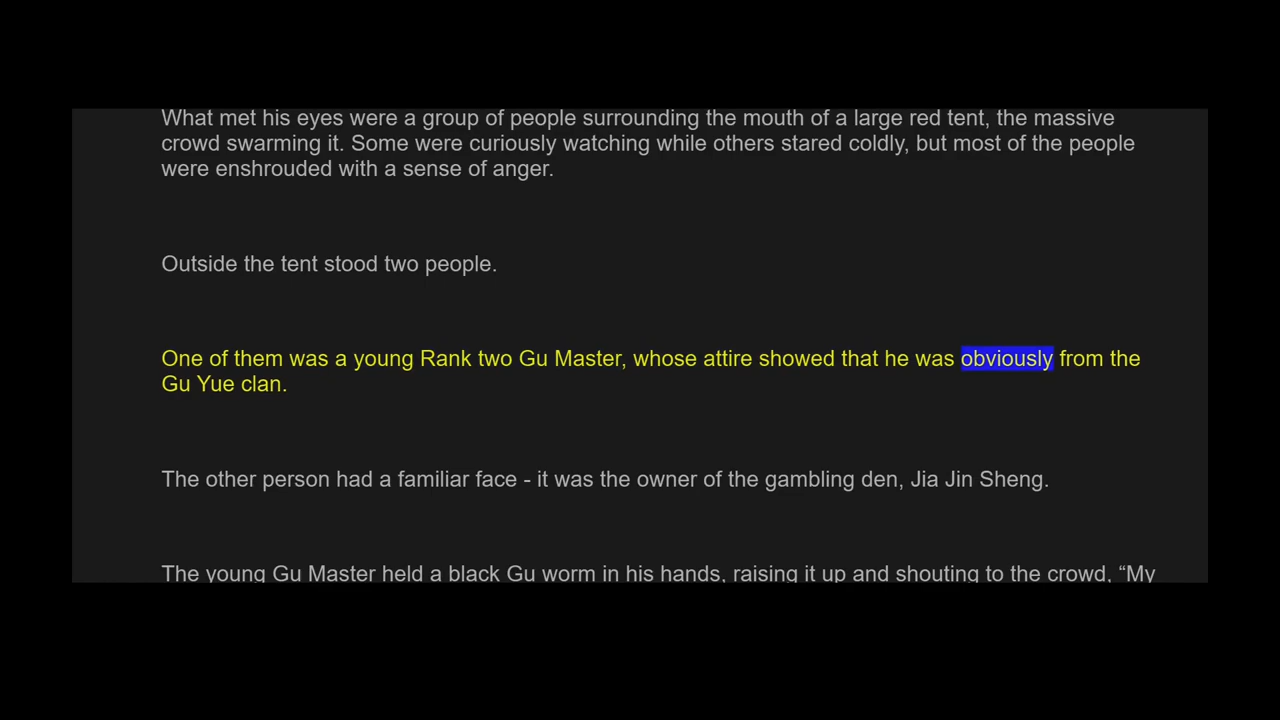 What met his eyes were a group of people surrounding the mouth of a large red tent, the massive
crowd swarming it. Some were curiously watching while others stared coldly, but most of the people
were enshrouded with a sense of anger.
Outside the tent stood two people.
One of them was a young Rank two Gu Master, whose attire showed that he was obviously from the
Gu Yue clan.
The other person had a familiar face - it was the owner of the gambling den, Jia Jin Sheng.
The young Gu Master held a black Gu worm in his hands, raising it up and shouting to the crowd, “My